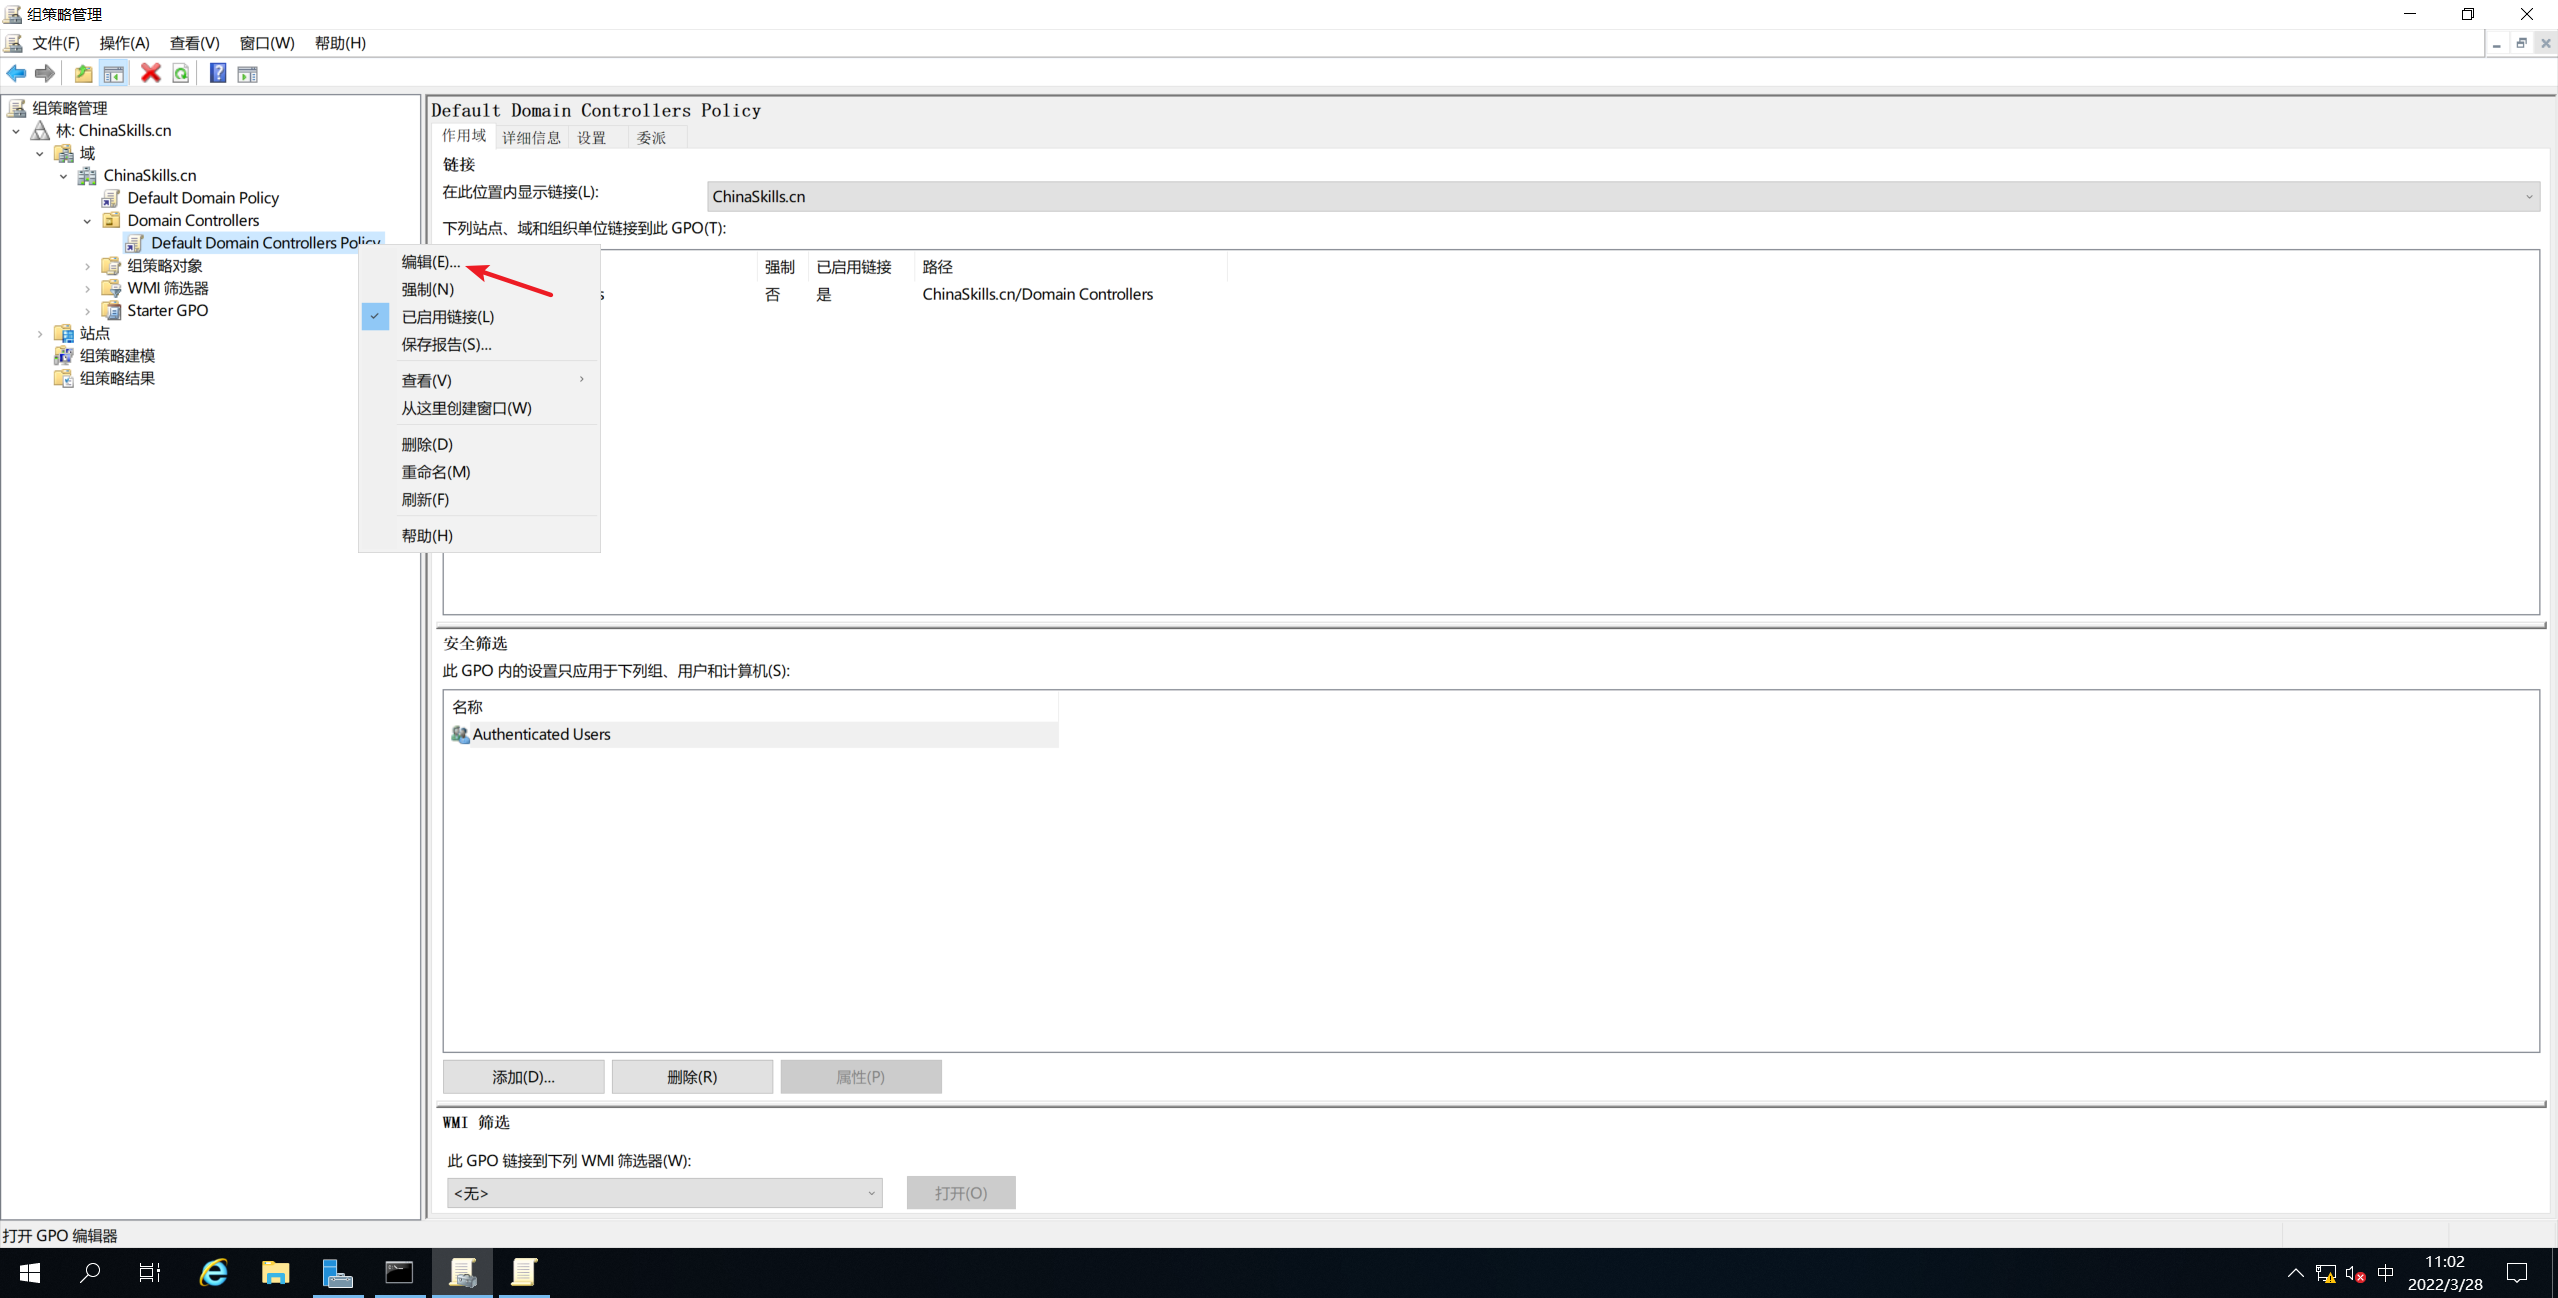 组策略管理
文件(F) 操作(A) 查看(V) 窗口(W) 帮助(H)
组策略管理
林: ChinaSkills.cn
域
ChinaSkills.cn
Default Domain Policy
Domain Controllers
Default Domain Controllers Policy
组策略对象
WMI 筛选器
Starter GPO
站点
组策略建模
组策略结果
编辑(E)...
强制(N)
已启用链接(L)
保存报告(S)...
查看(V)
从这里创建窗口(W)
删除(D)
重命名(M)
刷新(F)
帮助(H)
Default Domain Controllers Policy
作用域 详细信息 设置 委派
链接
在此位置内显示链接(L): ChinaSkills.cn
下列站点、域和组织单位链接到此 GPO(T):
强制 已启用链接 路径
s 否 是 ChinaSkills.cn/Domain Controllers
安全筛选
此 GPO 内的设置只应用于下列组、用户和计算机(S):
名称
Authenticated Users
添加(D)... 删除(R) 属性(P)
WMI 筛选
此 GPO 链接到下列 WMI 筛选器(W):
<无> 打开(O)
打开 GPO 编辑器
中
11:02
2022/3/28